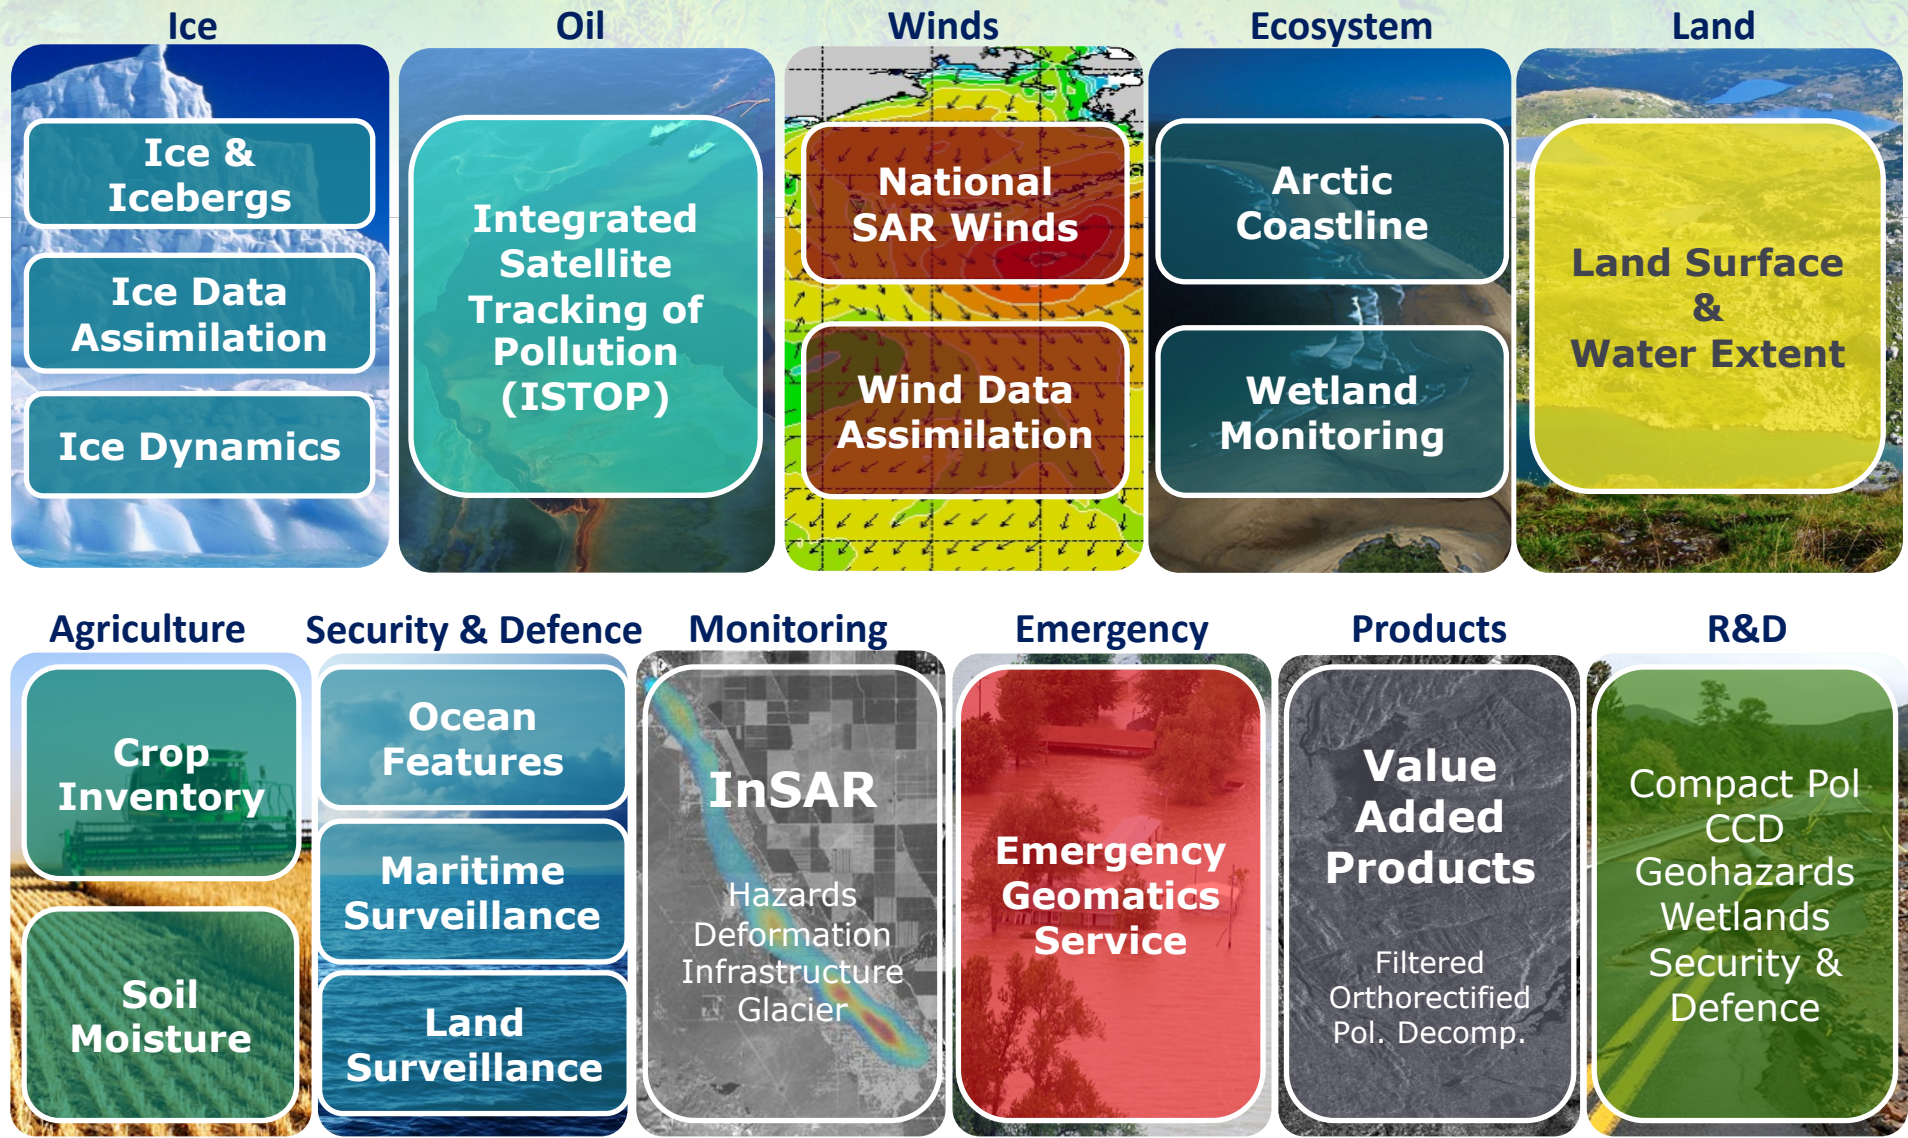 Ice
Ice &
Icebergs
Ice Data
Assimilation
Ice Dynamics
Oil
Integrated
Satellite
Tracking of
Pollution
(ISTOP)
Winds
National
SAR Winds
Wind Data
Assimilation
Ecosystem
Arctic
Coastline
Wetland
Monitoring
Land
Land Surface
&
Water Extent
Agriculture
Crop
Inventory
Soil
Moisture
Security & Defence
Ocean
Features
Maritime
Surveillance
Land
Surveillance
Monitoring
InSAR
Hazards
Deformation
Infrastructure
Glacier
Emergency
Emergency
Geomatics
Service
Products
Value
Added
Products
Filtered
Orthorectified
Pol. Decomp.
R&D
Compact Pol
CCD
Geohazards
Wetlands
Security &
Defence